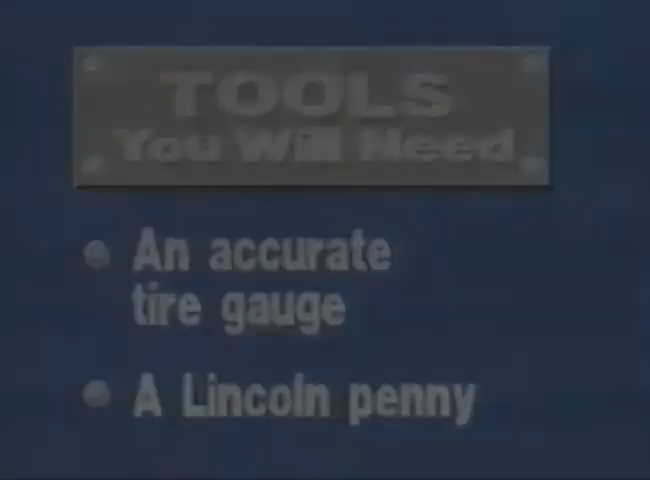 TOOLS
You Will Need
An accurate
tire gauge
A Lincoln penny